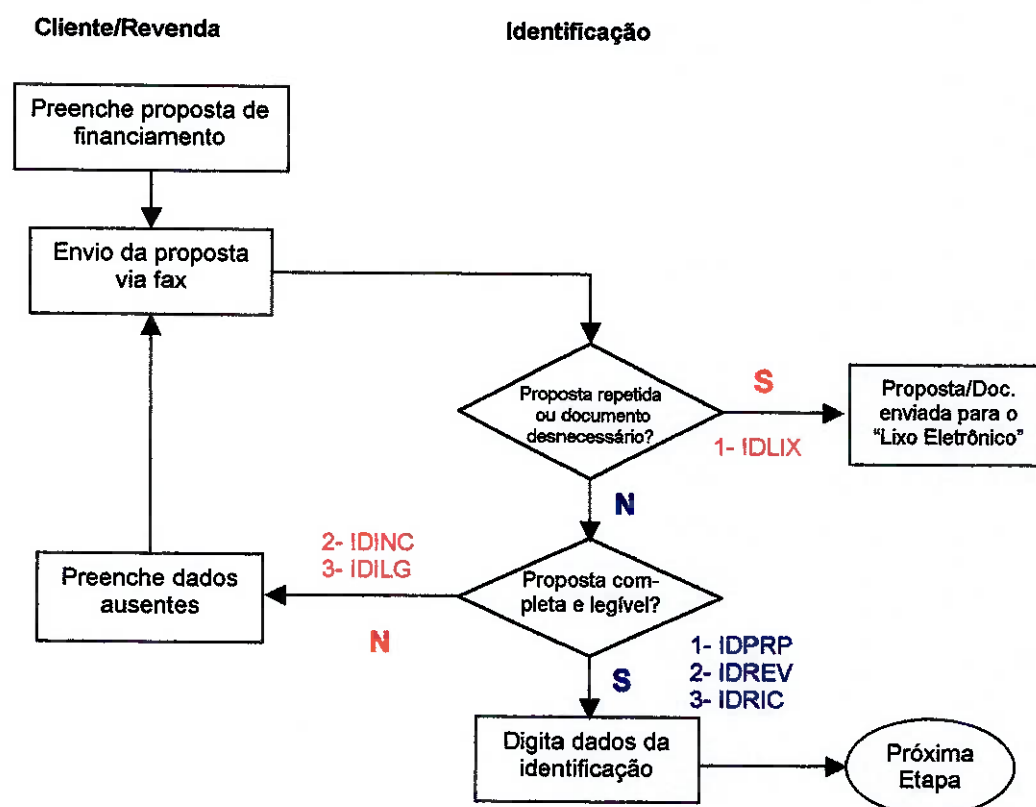 Cliente/Revenda
Identificação
Preenche proposta de
financiamento
Envio da proposta
via fax
Proposta repetida
ou documento
desnecessário?
S
1- IDLIX
Proposta/Doc.
enviada para o
“Lixo Eletrônico”
N
2- IDINC
3- IDILG
Preenche dados
ausentes
N
Proposta com-
pleta e legível?
1- IDPRP
2- IDREV
3- IDRIC
S
Digita dados da
identificação
Próxima
Etapa